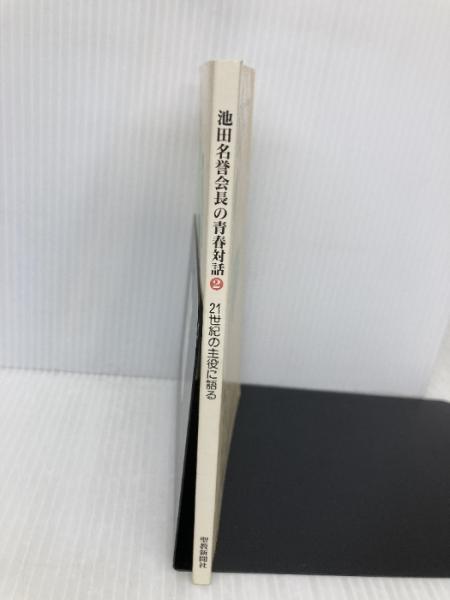 池田名誉会長の青春対話❷
21世紀の主役に語る
聖教新聞社